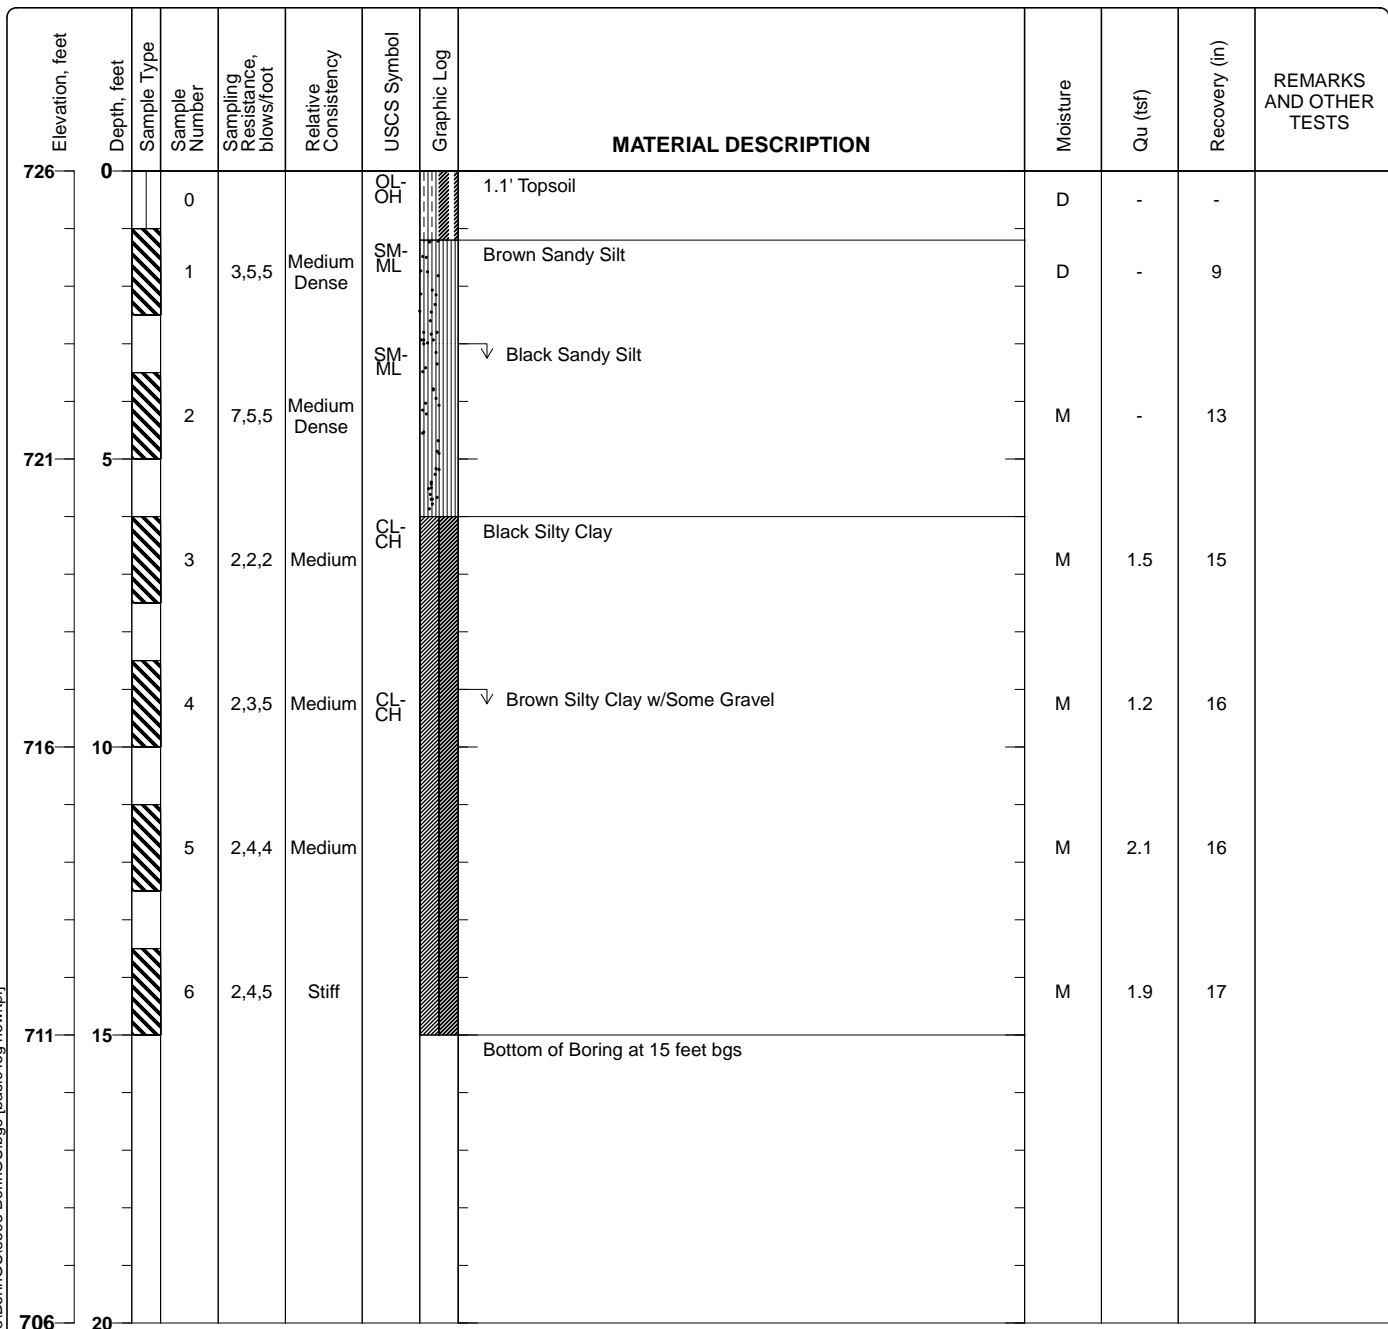 Elevation, feet
Depth, feet
Sample Type
Sample
Number
Sampling
Resistance,
blows/foot
Relative
Consistency
USCS Symbol
Graphic Log
MATERIAL DESCRIPTION
Moisture
Qu (tsf)
Recovery (in)
REMARKS
AND OTHER
TESTS
726 0
0 OL-
OH 1.1' Topsoil D - -
1 3,5,5 Medium
Dense SM-
ML Brown Sandy Silt D - 9
SM-
ML Black Sandy Silt
2 7,5,5 Medium
Dense M - 13
721 5
CL-
CH Black Silty Clay
3 2,2,2 Medium M 1.5 15
4 2,3,5 Medium CL-
CH Brown Silty Clay w/Some Gravel M 1.2 16
716 10
5 2,4,4 Medium M 2.1 16
6 2,4,5 Stiff M 1.9 17
711 15
Bottom of Boring at 15 feet bgs
706 20